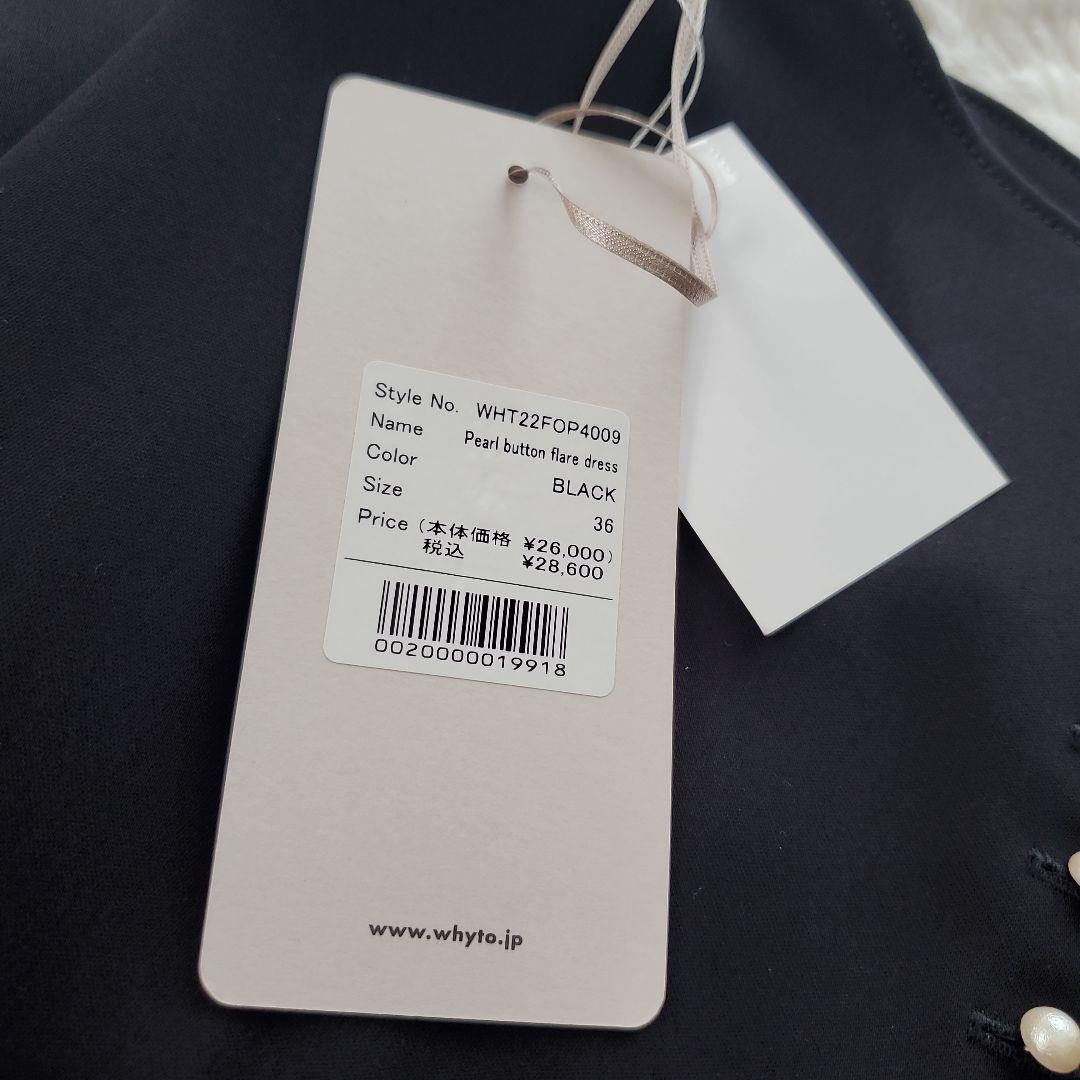 Style No. WHT22FOP4009
Name Pearl button flare dress
Color BLACK
Size 36
Price (本体価格 ¥26,000)
税込 ¥28,600
0020000019918
www.whyto.jp